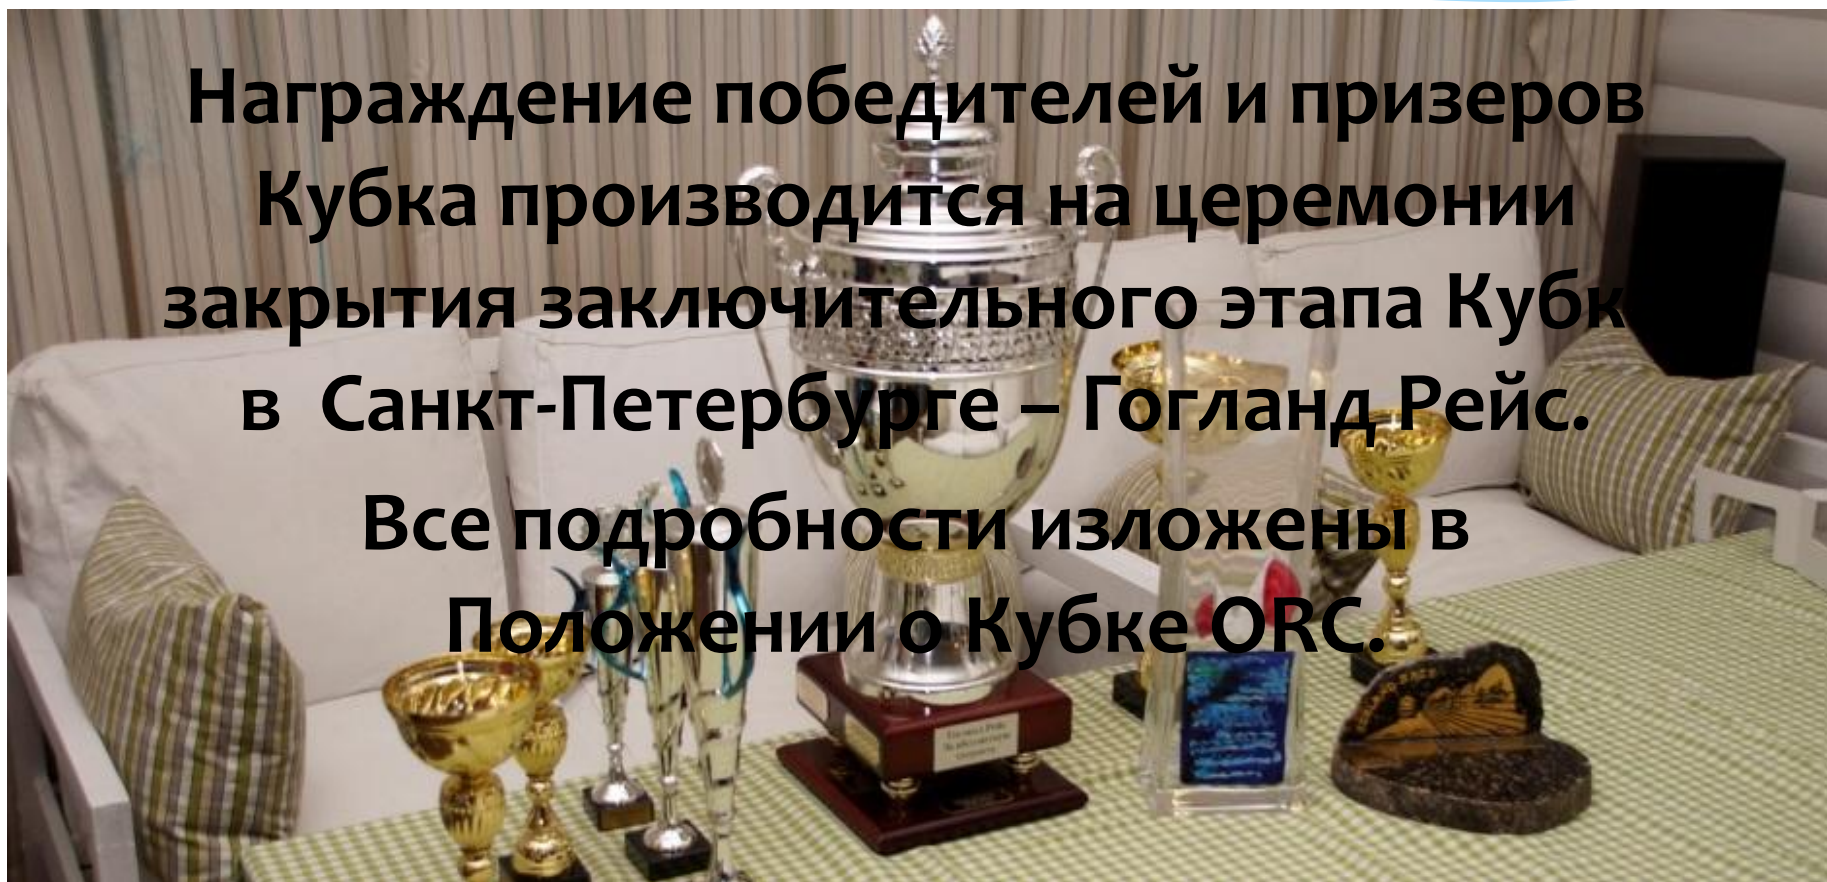 Награждение победителей и призеров
Кубка производится на церемонии
закрытия заключительного этапа Кубка
в Санкт-Петербурге – Гогланд Рейс.
Все подробности изложены в
Положении о Кубке ORC.